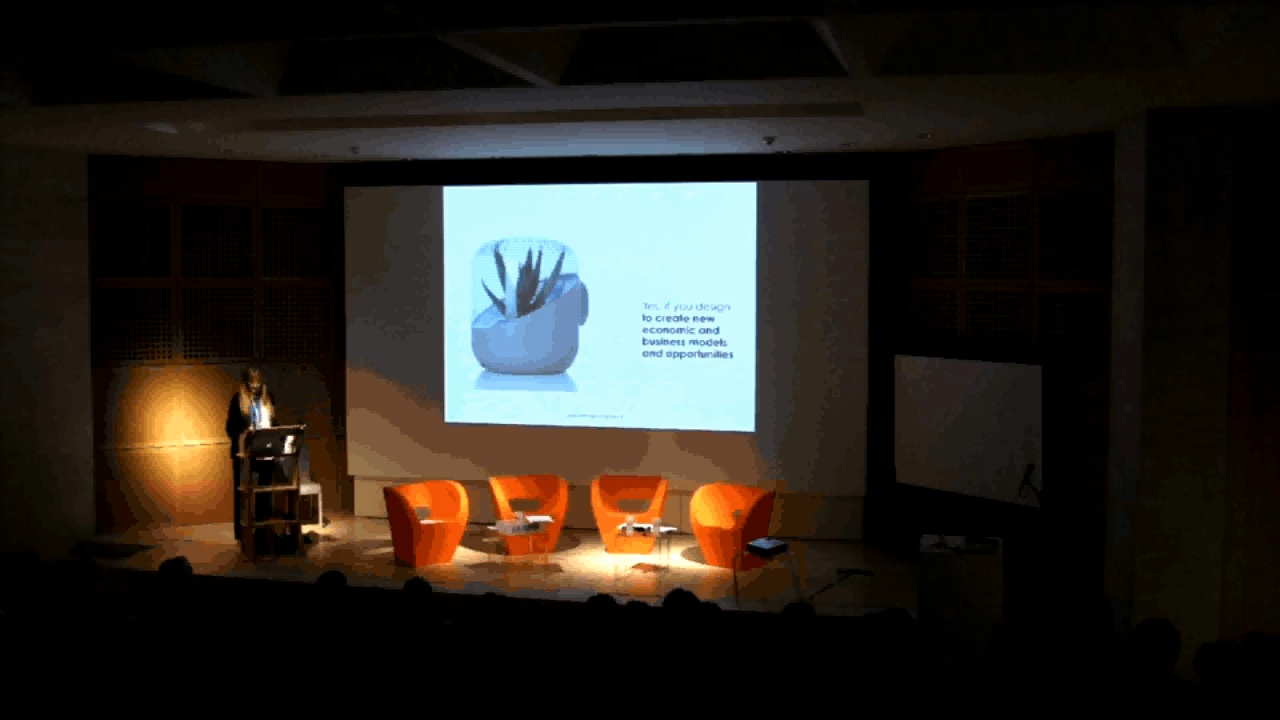 Yes, if you design
to create new
economic and
business models
and opportunities